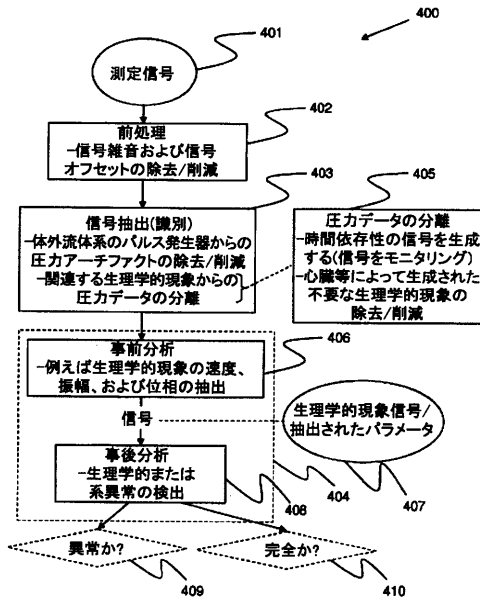 400
401
測定信号
402
前処理
-信号雑音および信号
オフセットの除去/削減
403
信号抽出(識別)
-体外流体系のパルス発生器からの
圧力アーチファクトの除去/削減
-関連する生理学的現象からの
圧力データの分離
405
圧力データの分離
-時間依存性の信号を生成
する(信号をモニタリング)
-心臓等によって生成された
不要な生理学的現象の
除去/削減
406
事前分析
-例えば生理学的現象の速度、
振幅、および位相の抽出
信号
生理学的現象信号/
抽出されたパラメータ
407
事後分析
-生理学的または
系異常の検出
408
404
異常か?
409
完全か?
410